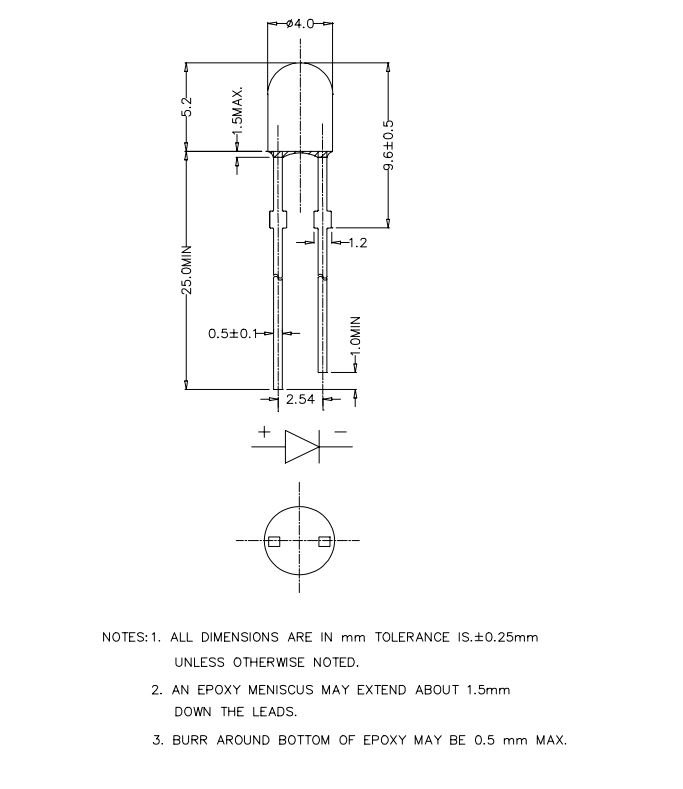 ø4.0
5.2
1.5MAX.
9.6±0.5
1.2
25.0MIN
0.5±0.1
1.0MIN
2.54
+ −
NOTES: 1. ALL DIMENSIONS ARE IN mm TOLERANCE IS.±0.25mm
UNLESS OTHERWISE NOTED.
2. AN EPOXY MENISCUS MAY EXTEND ABOUT 1.5mm
DOWN THE LEADS.
3. BURR AROUND BOTTOM OF EPOXY MAY BE 0.5 mm MAX.